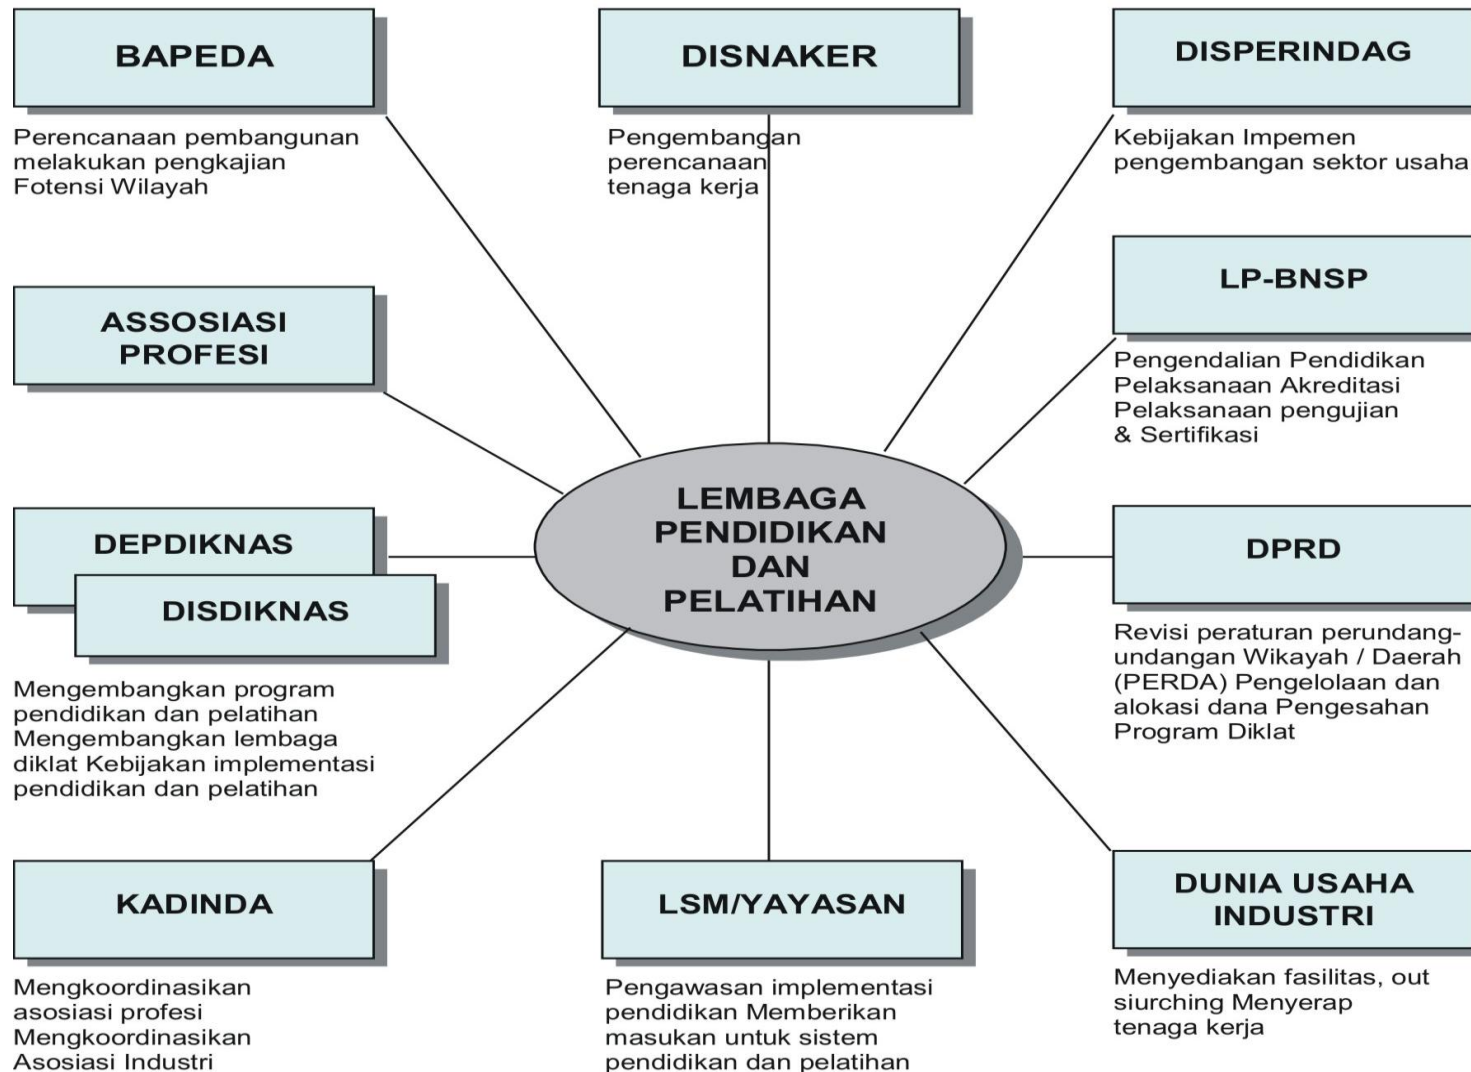 BAPEDA
Perencanaan pembangunan
melakukan pengkajian
Fotensi Wilayah
DISNAKER
Pengembangan
perencanaan
tenaga kerja
DISPERINDAG
Kebijakan Impemen
pengembangan sektor usaha
ASSOSIASI
PROFESI
LP-BNSP
Pengendalian Pendidikan
Pelaksanaan Akreditasi
Pelaksanaan pengujian
& Sertifikasi
LEMBAGA
PENDIDIKAN
DAN
PELATIHAN
DEPDIKNAS
DISDIKNAS
Mengembangkan program
pendidikan dan pelatihan
Mengembangkan lembaga
diklat Kebijakan implementasi
pendidikan dan pelatihan
DPRD
Revisi peraturan perundang-
undangan Wikayah / Daerah
(PERDA) Pengelolaan dan
alokasi dana Pengesahan
Program Diklat
KADINDA
Mengkoordinasikan
asosiasi profesi
Mengkoordinasikan
Asosiasi Industri
LSM/YAYASAN
Pengawasan implementasi
pendidikan Memberikan
masukan untuk sistem
pendidikan dan pelatihan
DUNIA USAHA
INDUSTRI
Menyediakan fasilitas, out
siurching Menyerap
tenaga kerja